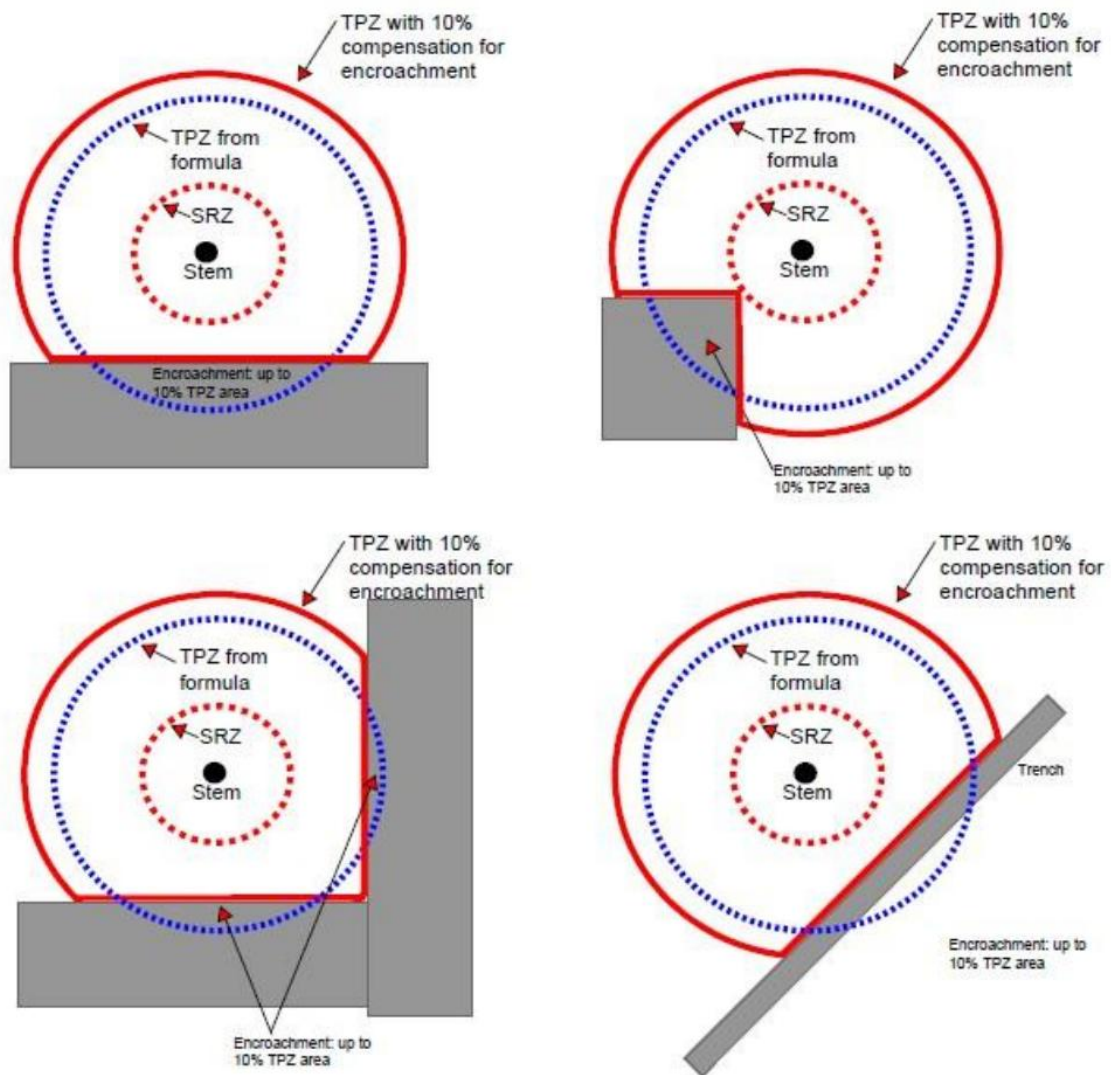 TPZ with 10%
compensation for
encroachment
TPZ from
formula
SRZ
Stem
Encroachment: up to
10% TPZ area
TPZ with 10%
compensation for
encroachment
TPZ from
formula
SRZ
Stem
Encroachment: up to
10% TPZ area
TPZ with 10%
compensation for
encroachment
TPZ from
formula
SRZ
Stem
Encroachment: up to
10% TPZ area
TPZ with 10%
compensation for
encroachment
TPZ from
formula
SRZ
Stem
Trench
Encroachment: up to
10% TPZ area